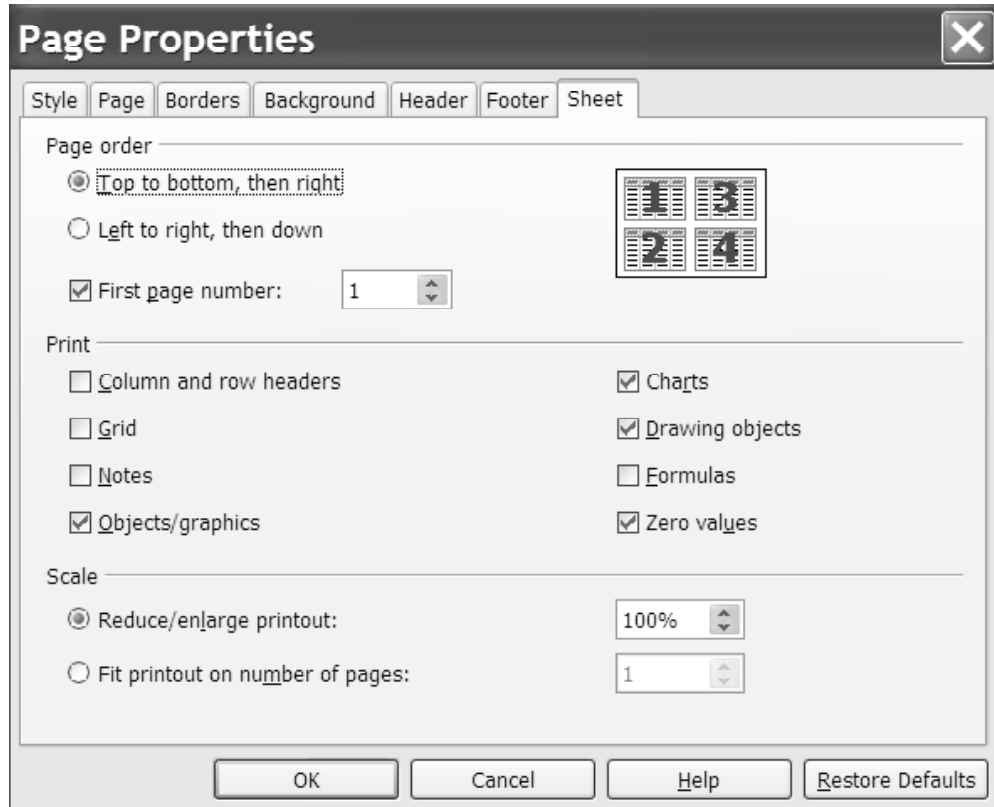 Page Properties
Style Page Borders Background Header Footer Sheet
Page order
Top to bottom, then right
Left to right, then down
First page number: 1
1 3
2 4
Print
Column and row headers
Grid
Notes
Objects/graphics
Charts
Drawing objects
Formulas
Zero values
Scale
Reduce/enlarge printout: 100%
Fit printout on number of pages: 1
OK Cancel Help Restore Defaults